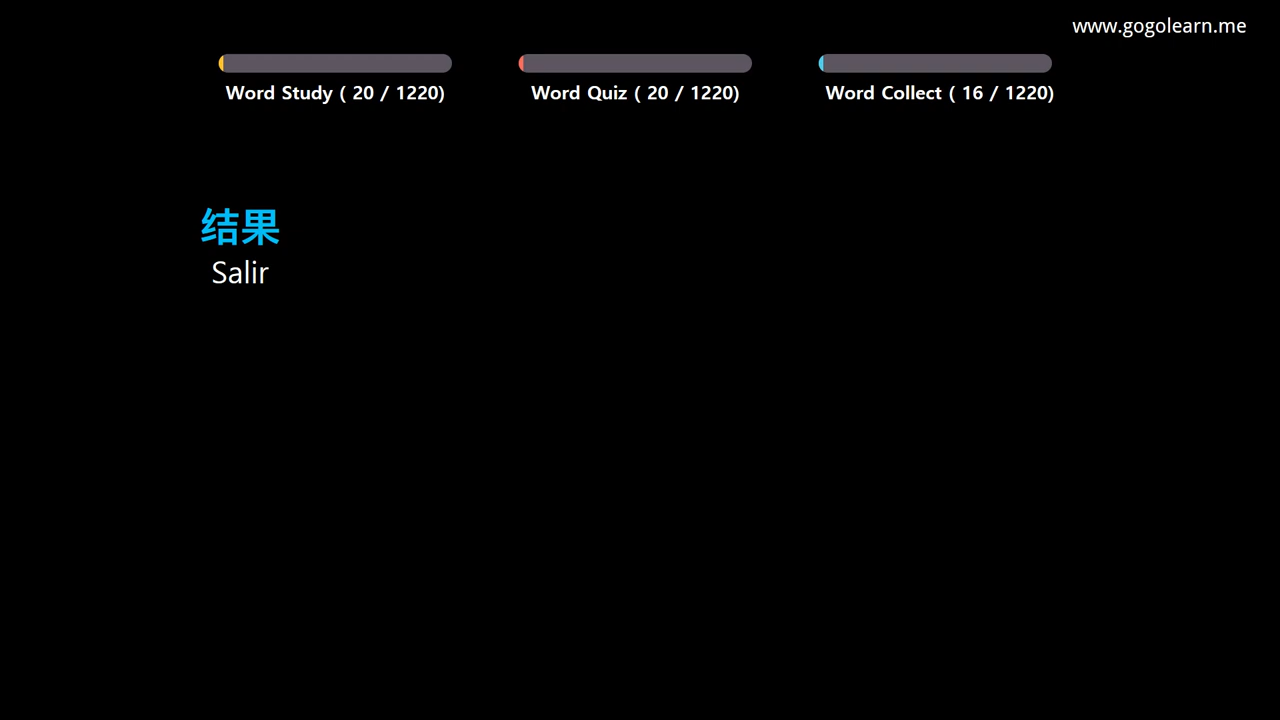 www.gogolearn.me
Word Study ( 20 / 1220)
Word Quiz ( 20 / 1220)
Word Collect ( 16 / 1220)
结果
Salir